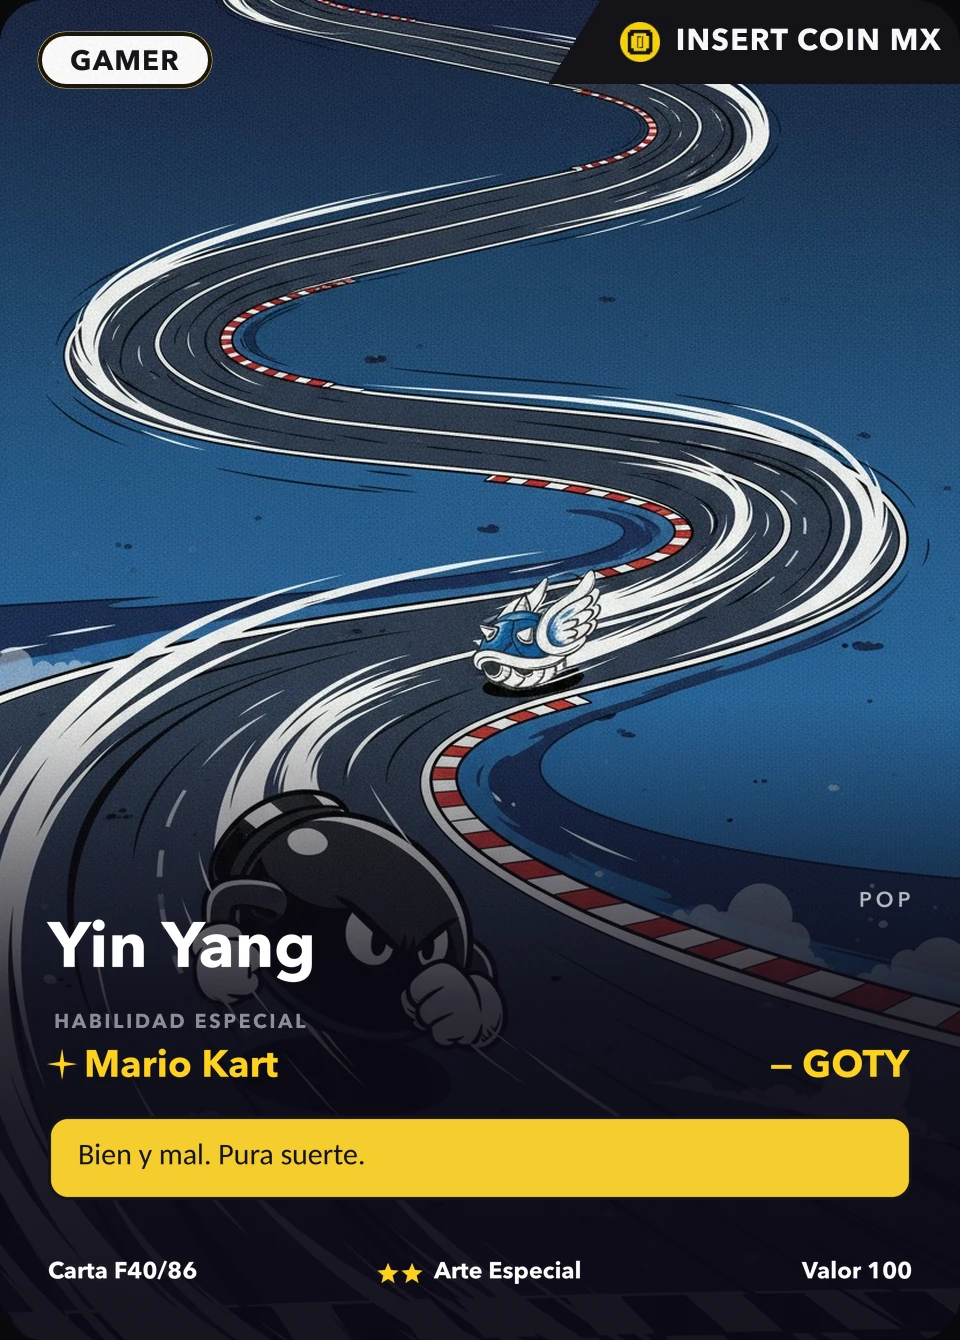 GAMER
INSERT COIN MX
POP
Yin Yang
HABILIDAD ESPECIAL
Mario Kart
– GOTY
Bien y mal. Pura suerte.
Carta F40/86
★★ Arte Especial
Valor 100